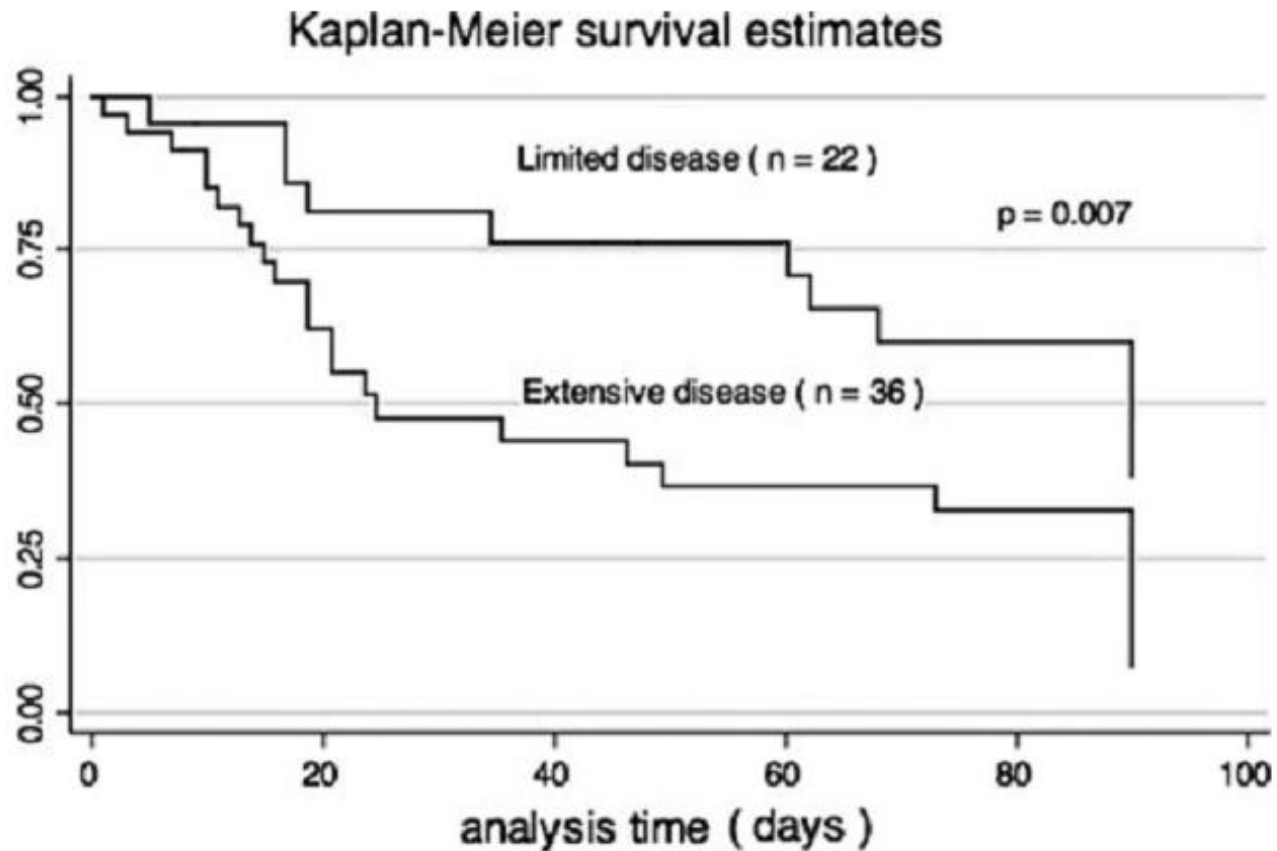 Kaplan-Meier survival estimates
1.00
Limited disease ( n = 22 )
p = 0.007
0.75
Extensive disease ( n = 36 )
0.50
0.25
0.00
0 20 40 60 80 100
analysis time ( days )